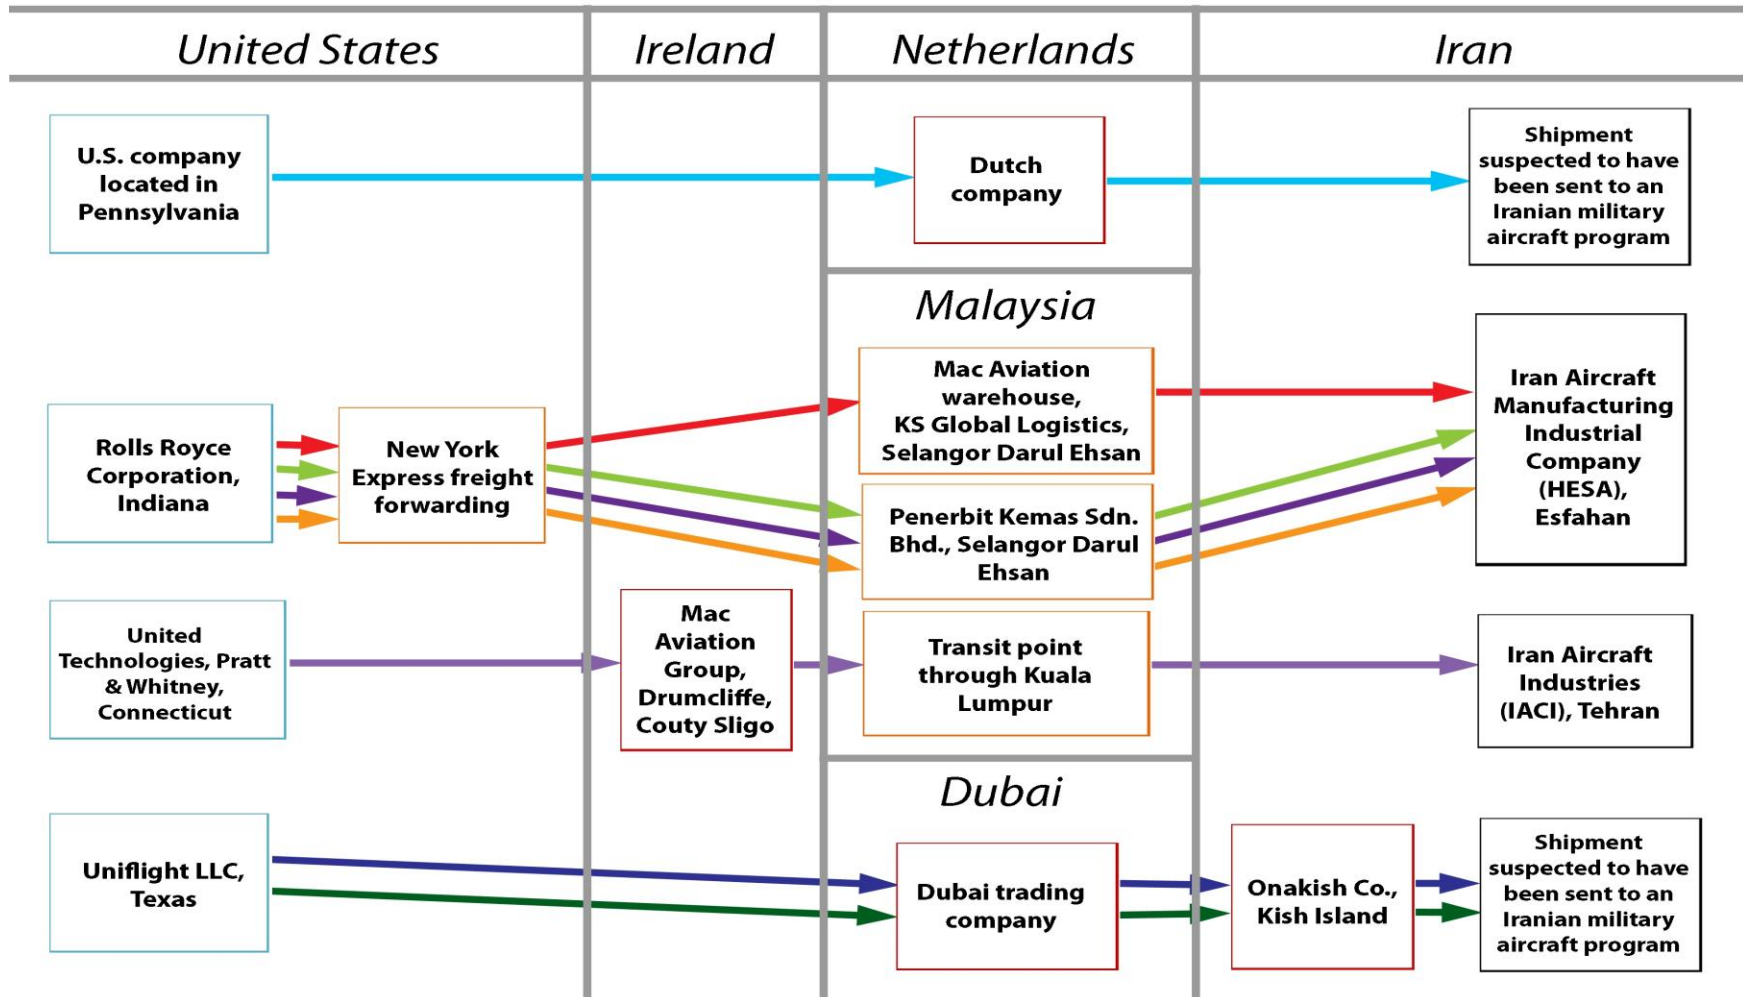 United States
Ireland
Netherlands
Iran
U.S. company
located in
Pennsylvania
Dutch
company
Shipment
suspected to have
been sent to an
Iranian military
aircraft program
Malaysia
Rolls Royce
Corporation,
Indiana
New York
Express freight
forwarding
Mac Aviation
warehouse,
KS Global Logistics,
Selangor Darul Ehsan
Penerbit Kemas Sdn.
Bhd., Selangor Darul
Ehsan
Iran Aircraft
Manufacturing
Industrial
Company
(HESA),
Esfahan
United
Technologies, Pratt
& Whitney,
Connecticut
Mac
Aviation
Group,
Drumcliffe,
Couty Sligo
Transit point
through Kuala
Lumpur
Iran Aircraft
Industries
(IACI), Tehran
Dubai
Uniflight LLC,
Texas
Dubai trading
company
Onakish Co.,
Kish Island
Shipment
suspected to have
been sent to an
Iranian military
aircraft program